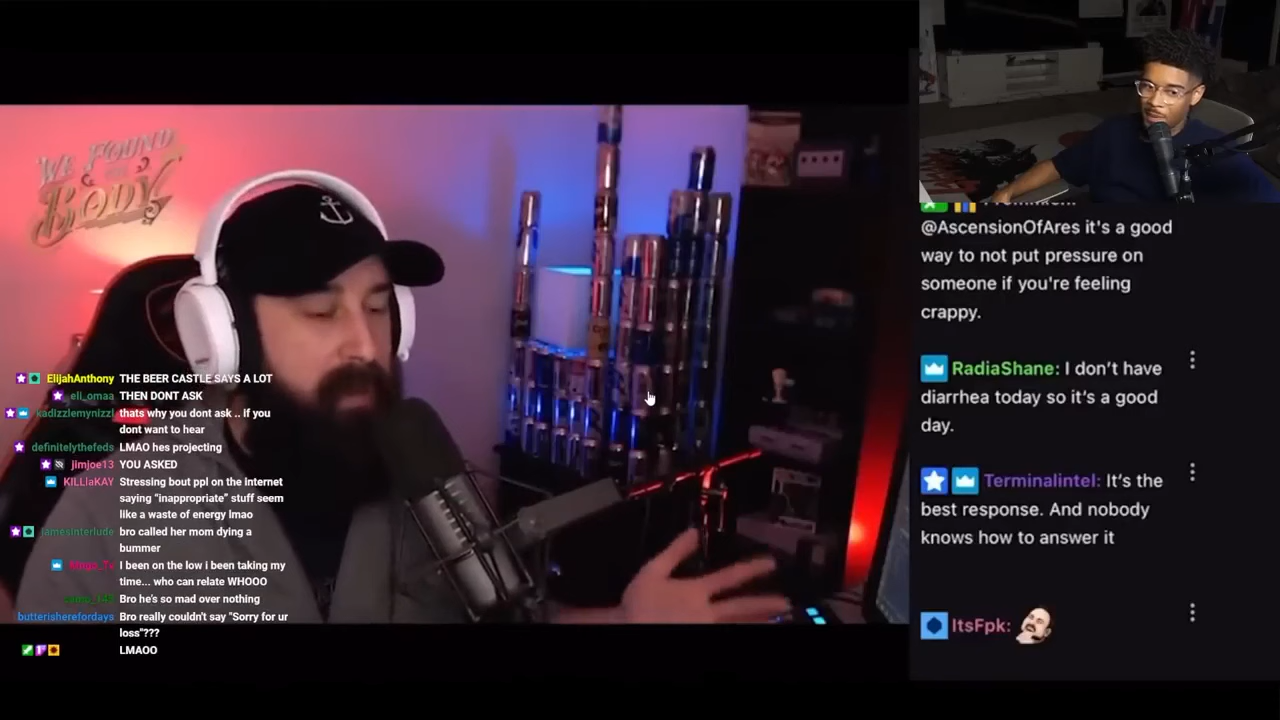 WE FOUND
THE
BODY
ElijahAnthony THE BEER CASTLE SAYS A LOT
eli_omaa THEN DONT ASK
kadizzlemynizzl thats why you dont ask .. if you
dont want to hear
definitelythefeds LMAO hes projecting
jimjoe13 YOU ASKED
KILLlaKAY Stressing bout ppl on the internet
saying “inappropriate” stuff seem
like a waste of energy lmao
jamesinterlude bro called her mom dying a
bummer
I been on the low i been taking my
time... who can relate WHOOO
Bro he's so mad over nothing
butterisherefordays Bro really couldn't say "Sorry for ur
loss"???
LMAOO
@AscensionOfAres it's a good
way to not put pressure on
someone if you're feeling
crappy.
RadiaShane: I don’t have
diarrhea today so it’s a good
day.
Terminalintel: It’s the
best response. And nobody
knows how to answer it
ItsFpk: